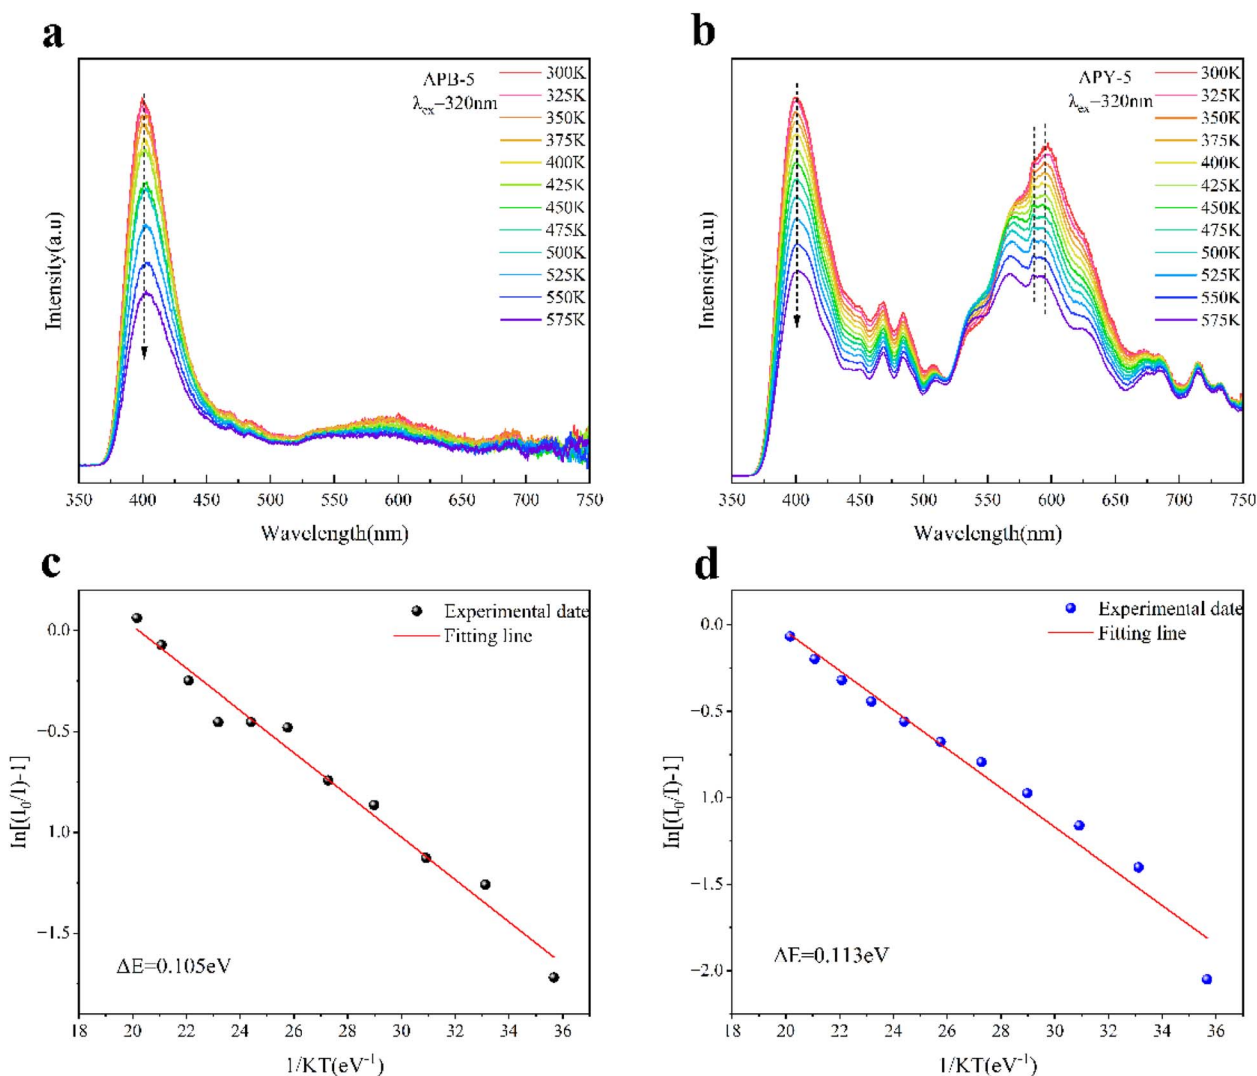 a
APB-5
λex=320nm
300K
325K
350K
375K
400K
425K
450K
475K
500K
525K
550K
575K
Intensity(a.u)
350 400 450 500 550 600 650 700 750
Wavelength(nm)
b
APY-5
λex=320nm
300K
325K
350K
375K
400K
425K
450K
475K
500K
525K
550K
575K
Intensity(a.u)
350 400 450 500 550 600 650 700 750
Wavelength(nm)
c
Experimental date
Fitting line
0.0
−0.5
1.0
−1.5
In[(I0/I)-1]
ΔE=0.105eV
18 20 22 24 26 28 30 32 34 36
1/KT(eV-1)
d
Experimental date
Fitting line
0.0
−0.5
1.0
−1.5
−2.0
In[(I0/I)-1]
ΔE=0.113eV
18 20 22 24 26 28 30 32 34 36
1/KT(eV-1)